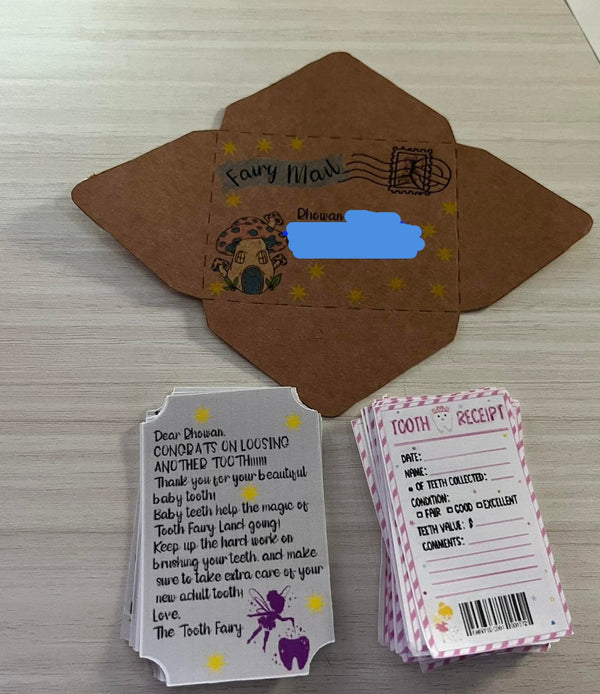 Fairy Mail
Rhowan
Dear Rhowan,
CONGRATS ON LOOSING
ANOTHER TOOTH!!!!!!
Thank you for your beautiful
baby tooth!
Baby teeth help the magic of
Tooth Fairy Land going!
Keep up the hard work on
brushing your teeth, and make
sure to take extra care of your
new adult tooth!
Love,
The Tooth Fairy
TOOTH RECEIPT
DATE:
NAME:
# OF TEETH COLLECTED:
CONDITION:
FAIR GOOD EXCELLENT
TEETH VALUE: $
COMMENTS: